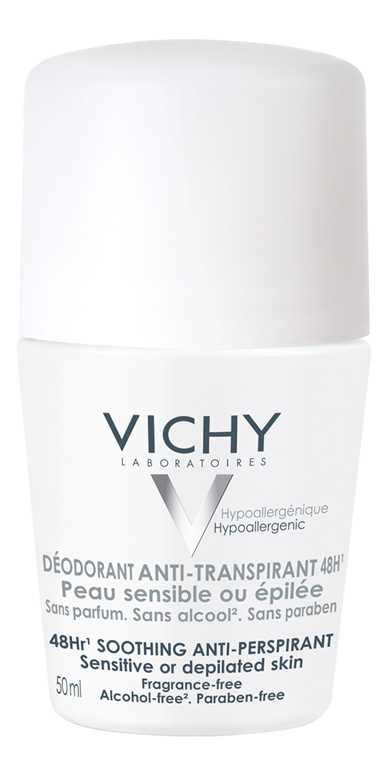 VICHY
LABORATOIRES
Hypoallergénique
Hypoallergenic
DÉODORANT ANTI-TRANSPIRANT 48H¹
Peau sensible ou épilée
Sans parfum. Sans alcool². Sans paraben
48Hr¹ SOOTHING ANTI-PERSPIRANT
Sensitive or depilated skin
Fragrance-free
50ml
Alcohol-free². Paraben-free